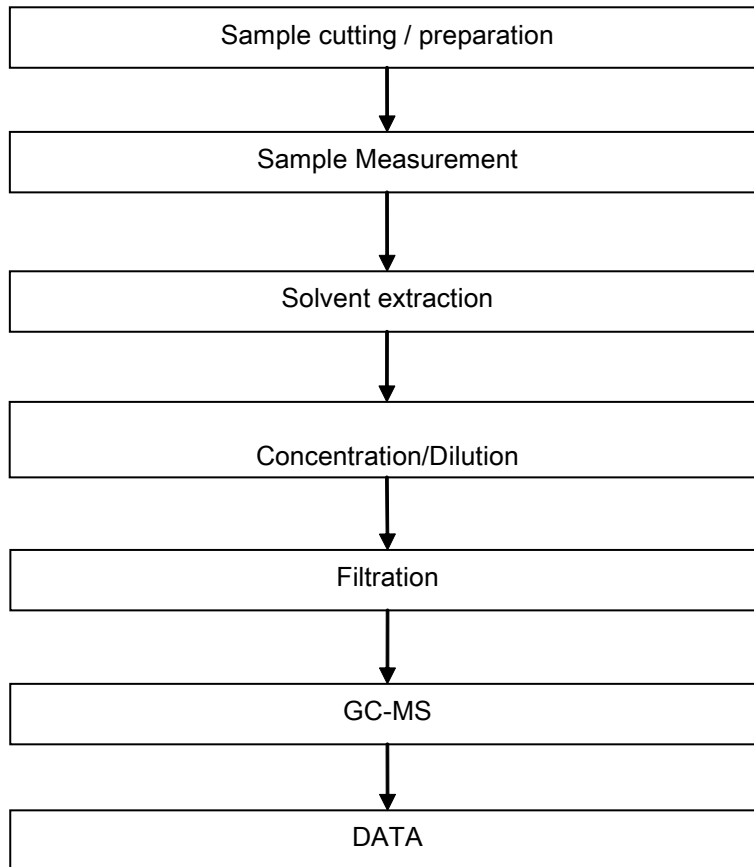 Sample cutting / preparation
Sample Measurement
Solvent extraction
Concentration/Dilution
Filtration
GC-MS
DATA